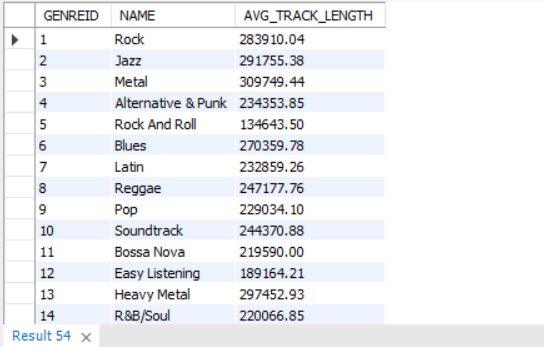 GENREID NAME AVG_TRACK_LENGTH
1 Rock 283910.04
2 Jazz 291755.38
3 Metal 309749.44
4 Alternative & Punk 234353.85
5 Rock And Roll 134643.50
6 Blues 270359.78
7 Latin 232859.26
8 Reggae 247177.76
9 Pop 229034.10
10 Soundtrack 244370.88
11 Bossa Nova 219590.00
12 Easy Listening 189164.21
13 Heavy Metal 297452.93
14 R&B/Soul 220066.85
Result 54 ×